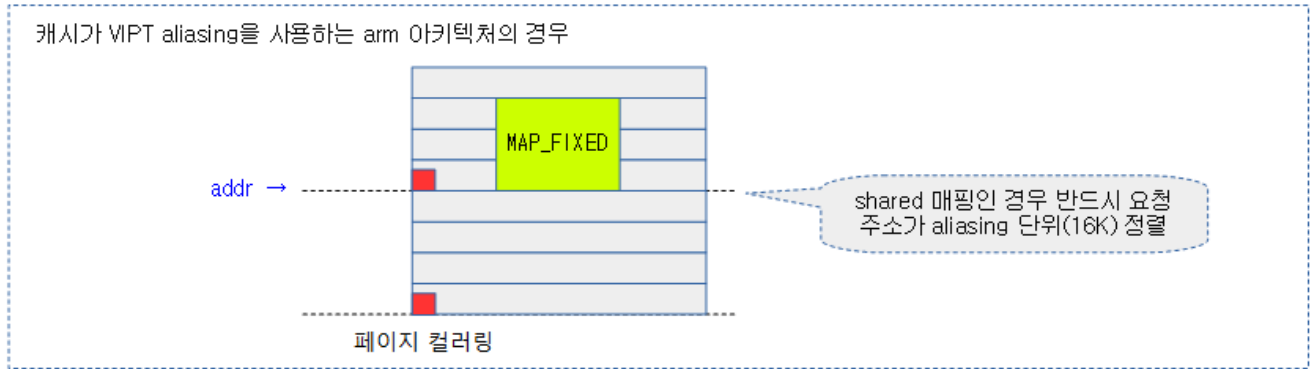 캐시가 VIPT aliasing을 사용하는 arm 아키텍처의 경우
MAP_FIXED
addr →
shared 매핑인 경우 반드시 요청
주소가 aliasing 단위(16K) 정렬
페이지 컬러링